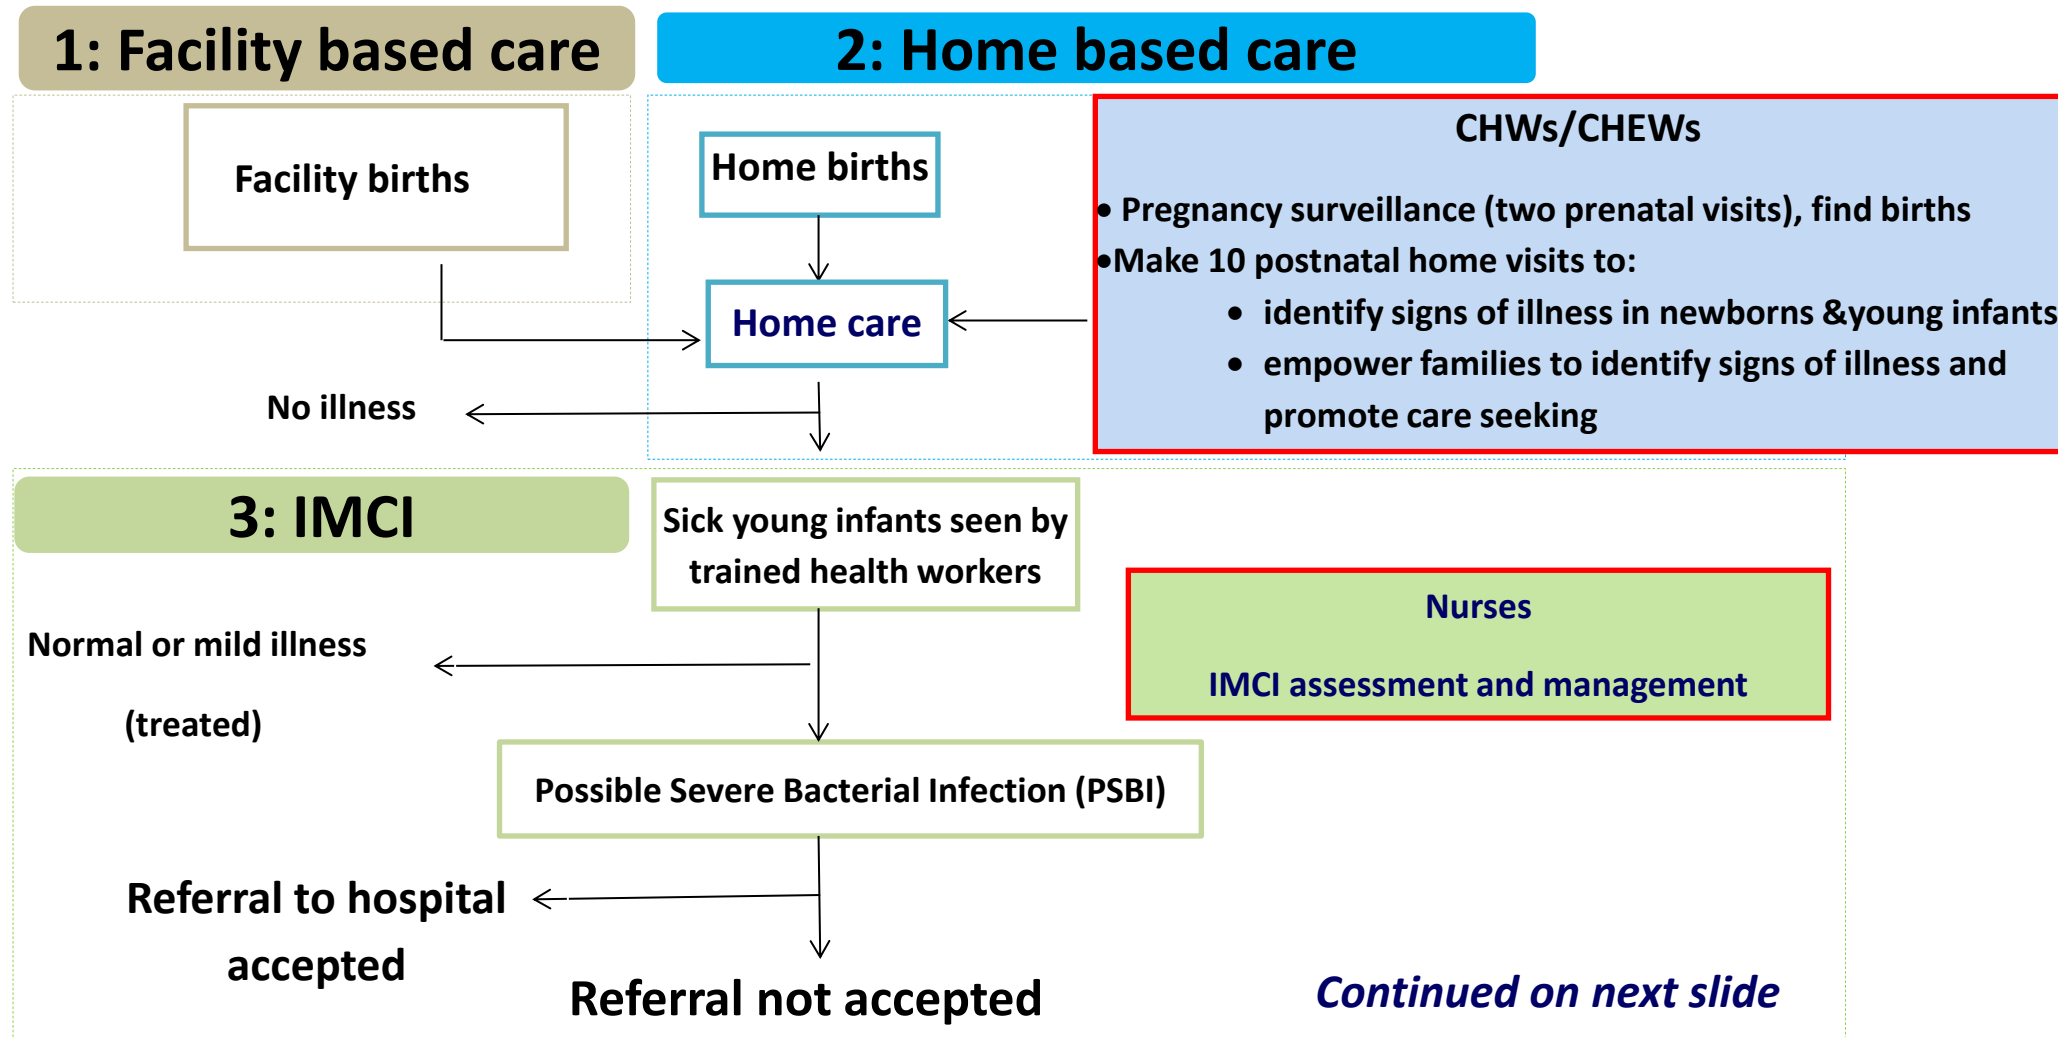 1: Facility based care
2: Home based care
Facility births
Home births
Home care
No illness
CHWs/CHEWs
• Pregnancy surveillance (two prenatal visits), find births
•Make 10 postnatal home visits to:
• identify signs of illness in newborns &young infants
• empower families to identify signs of illness and
promote care seeking
3: IMCI
Sick young infants seen by
trained health workers
Nurses
IMCI assessment and management
Normal or mild illness
(treated)
Possible Severe Bacterial Infection (PSBI)
Referral to hospital
accepted
Referral not accepted
Continued on next slide